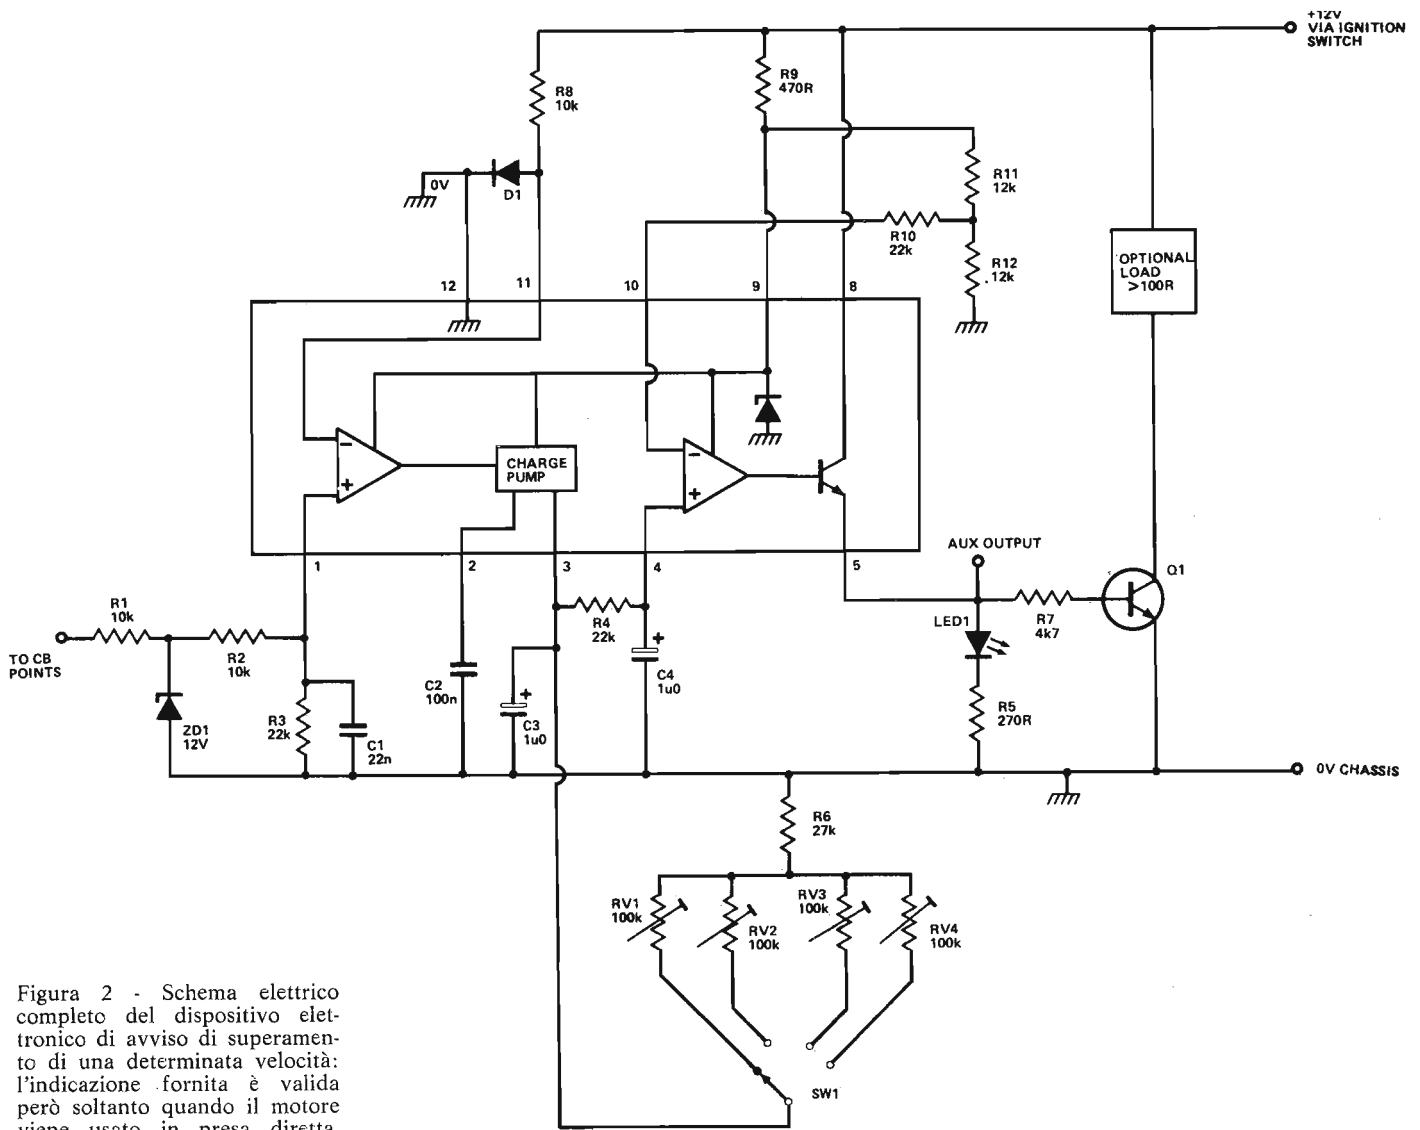 +12V
VIA IGNITION
SWITCH
R8
10k
R9
470R
0V
D1
R11
12k
R10
22k
R12
12k
OPTIONAL
LOAD
>100R
12
11
10
9
8
−
+
CHARGE
PUMP
−
+
1
2
3
4
5
AUX OUTPUT
Q1
R1
10k
R4
22k
LED1
R7
4k7
TO CB
POINTS
R2
10k
C2
100n
C4
1u0
+
+
R3
22k
ZD1
12V
C1
22n
C3
1u0
R5
270R
0V CHASSIS
R6
27k
RV1
100k
RV2
100k
RV3
100k
RV4
100k
SW1
Figura 2 - Schema elettrico
completo del dispositivo elet-
tronico di avviso di superamen-
to di una determinata velocità:
l'indicazione fornita è valida
però soltanto quando il motore
viene usato in presa diretta.